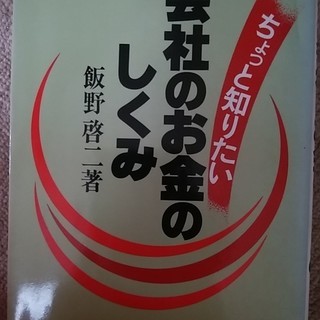 ちょっと知りたい
会社のお金の
しくみ
飯野啓二著